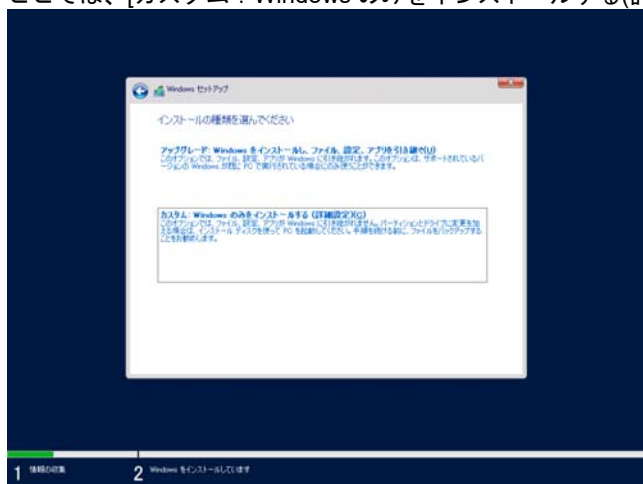 ここでは、[カスタム：Windows のみをインストールする(
Windows セットアップ
インストールの種類を選んでください
アップグレード: Windows をインストールし、ファイル、設定、アプリを引き継ぐ(U)
このオプションでは、ファイル、設定、アプリが Windows に引き継がれます。このオプションは、サポートされているバ
ージョンの Windows が既に PC で実行されている場合にのみ使うことができます。
カスタム: Windows のみをインストールする (詳細設定)(C)
このオプションでは、ファイル、設定、アプリが Windows に引き継がれません。パーティションとドライブに変更を加
える場合は、インストール ディスクを使って PC を起動してください。手順を続ける前に、ファイルをバックアップする
ことをお勧めします。
1 情報の収集
2 Windows をインストールしています